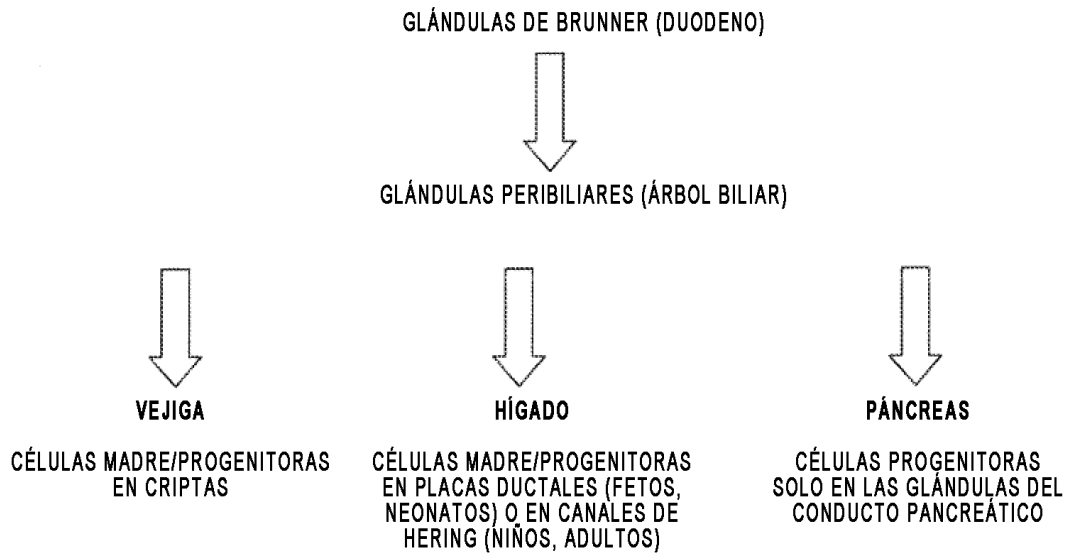 GLÁNDULAS DE BRUNNER (DUODENO)
GLÁNDULAS PERIBILIARES (ÁRBOL BILIAR)
VEJIGA
CÉLULAS MADRE/PROGENITORAS
EN CRIPTAS
HÍGADO
CÉLULAS MADRE/PROGENITORAS
EN PLACAS DUCTALES (FETOS,
NEONATOS) O EN CANALES DE
HERING (NIÑOS, ADULTOS)
PÁNCREAS
CÉLULAS PROGENITORAS
SOLO EN LAS GLÁNDULAS DEL
CONDUCTO PANCREÁTICO